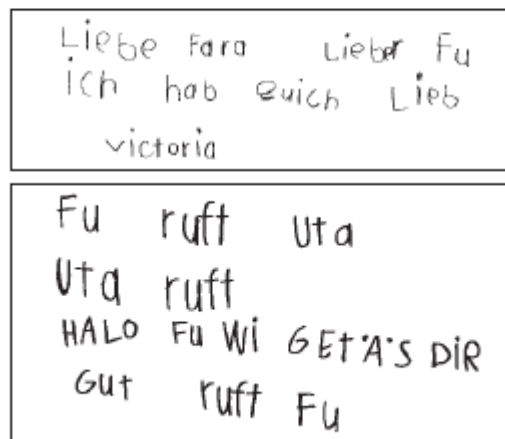 Liebe Fara Lieber Fu
ich hab euich Lieb
victoria
Fu ruft Uta
Uta ruft
HALO Fu Wi GEt'A'S DiR
Gut ruft Fu